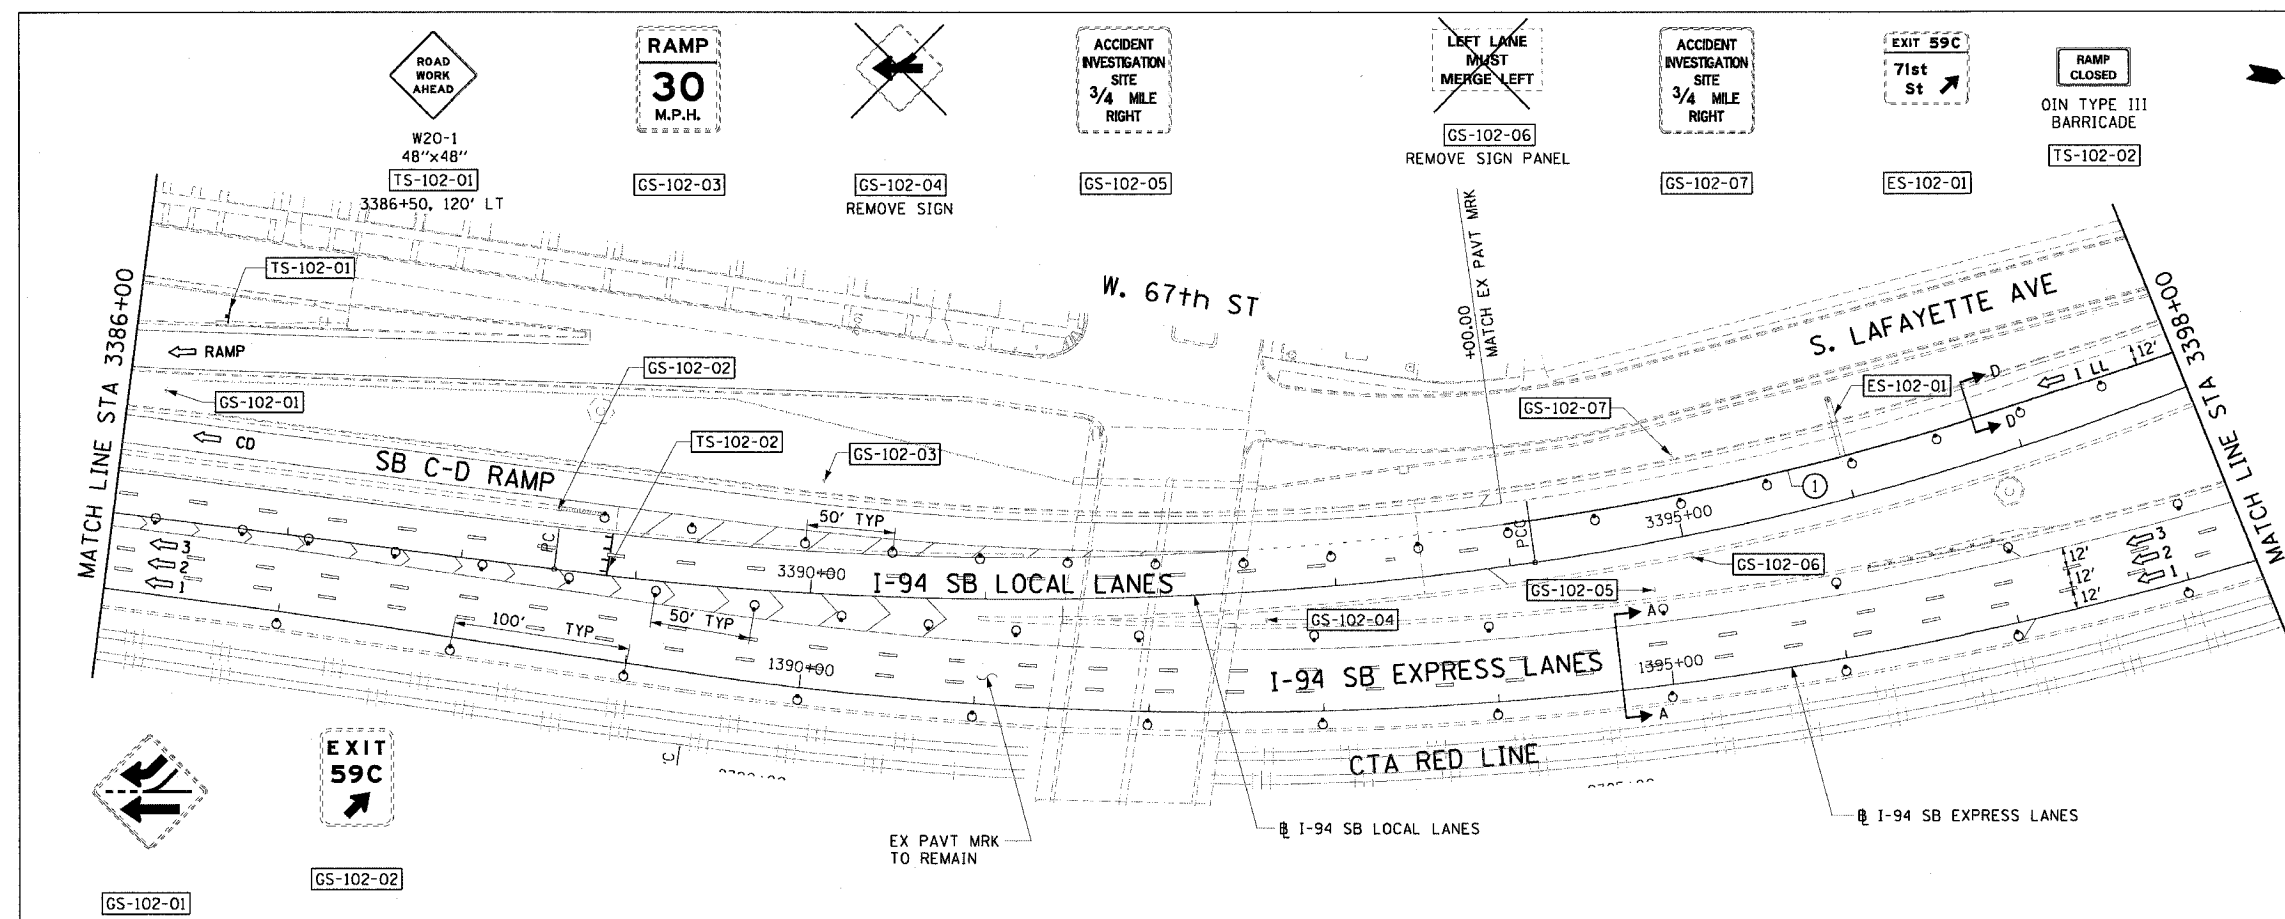 ROAD
WORK
AHEAD
W20-1
48"x48"
TS-102-01
3386+50, 120' LT
RAMP
30
M.P.H.
GS-102-03
GS-102-04
REMOVE SIGN
ACCIDENT
INVESTIGATION
SITE
3/4 MILE
RIGHT
GS-102-05
LEFT LANE
MUST
MERGE LEFT
GS-102-06
REMOVE SIGN PANEL
ACCIDENT
INVESTIGATION
SITE
3/4 MILE
RIGHT
GS-102-07
EXIT 59C
71st
St
ES-102-01
RAMP
CLOSED
OIN TYPE III
BARRICADE
TS-102-02
MATCH LINE STA 3386+00
TS-102-01
RAMP
GS-102-01
CD
SB C-D RAMP
GS-102-02
TS-102-02
GS-102-03
W. 67th ST
+00.00
MATCH EX PAVT MRK
S. LAFAYETTE AVE
MATCH LINE STA 3398+00
12'
1 LL
D
D
ES-102-01
GS-102-07
1
3395+00
PCC
PC
50' TYP
3390+00
I-94 SB LOCAL LANES
GS-102-06
GS-102-05
GS-102-04
3
2
1
12'
12'
12'
3
2
1
A
A
100' TYP
50' TYP
1390+00
I-94 SB EXPRESS LANES
1395+00
CTA RED LINE
MATCH LINE
EX PAVT MRK
TO REMAIN
I-94 SB LOCAL LANES
I-94 SB EXPRESS LANES
GS-102-01
EXIT
59C
GS-102-02